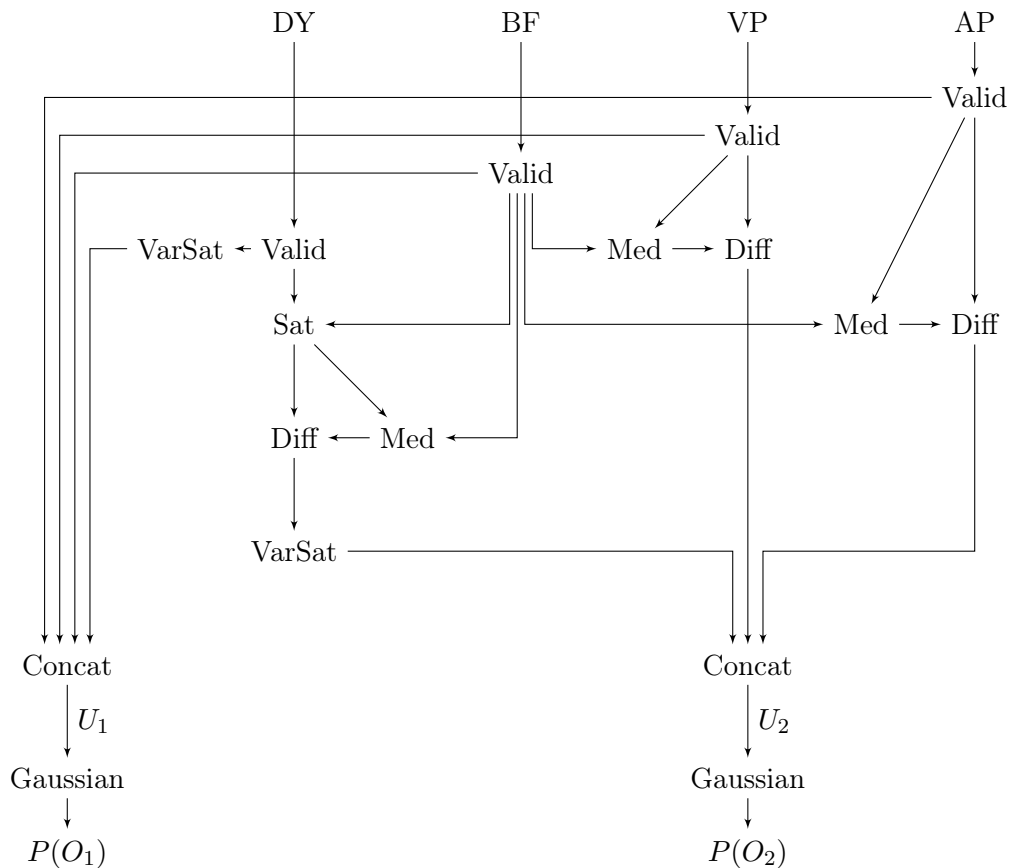 DY BF VP AP
Valid
Valid
Valid
VarSat Valid Med Diff
Sat Med Diff
Diff Med
VarSat
Concat Concat
U₁ U₂
Gaussian Gaussian
P(O₁) P(O₂)